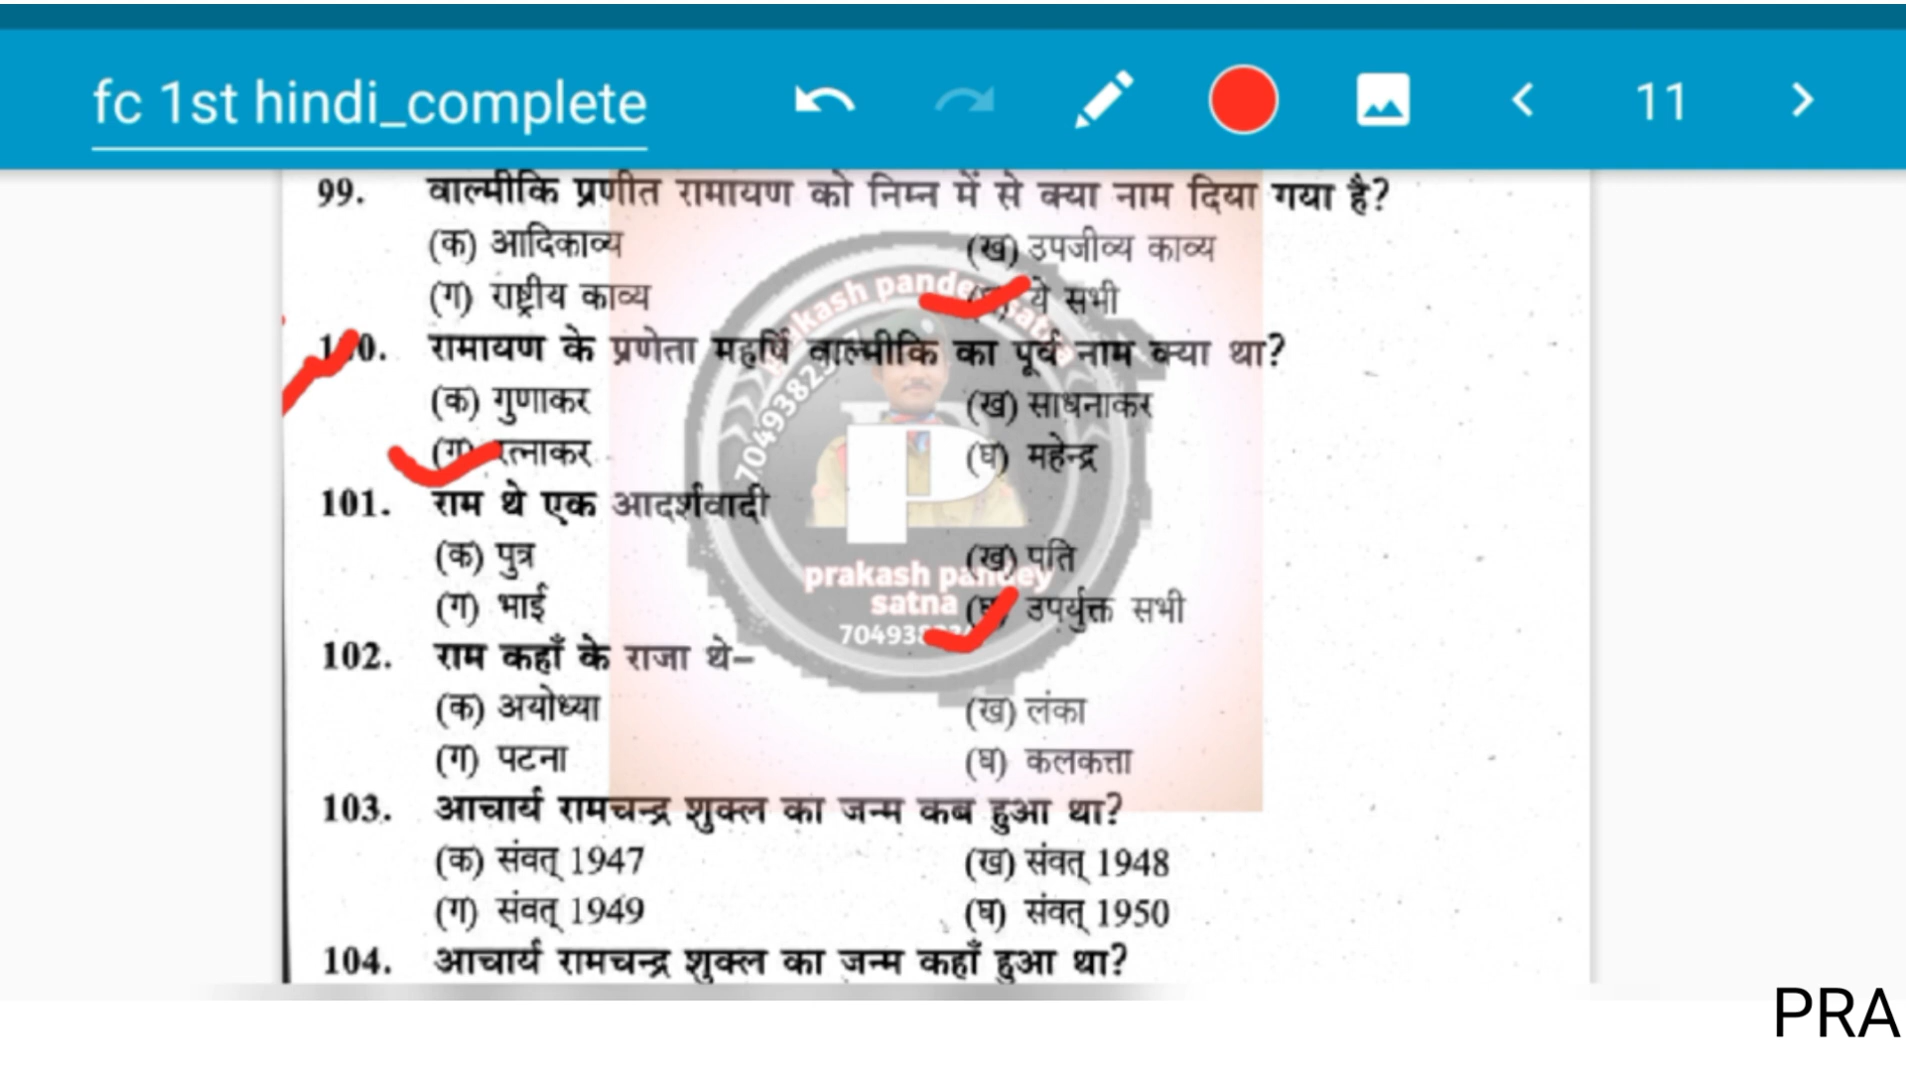 fc 1st hindi_complete 11
99. वाल्मीकि प्रणीत रामायण को निम्न में से क्या नाम दिया गया है?
(क) आदिकाव्य (ख) उपजीव्य काव्य
(ग) राष्ट्रीय काव्य ये सभी
रामायण के प्रणेता महर्षि वाल्मीकि का पूर्व नाम क्या था?
(क) गुणाकर (ख) साधनाकर
(ग) रत्नाकर (घ) महेन्द्र
101. राम थे एक आदर्शवादी
(क) पुत्र (ख) पति
(ग) भाई (घ) उपर्युक्त सभी
102. राम कहाँ के राजा थे–
(क) अयोध्या (ख) लंका
(ग) पटना (घ) कलकत्ता
103. आचार्य रामचन्द्र शुक्ल का जन्म कब हुआ था?
(क) संवत् 1947 (ख) संवत् 1948
(ग) संवत् 1949 (घ) संवत् 1950
104. आचार्य रामचन्द्र शुक्ल का जन्म कहाँ हुआ था?
P
prakash pandey
satna
PRA